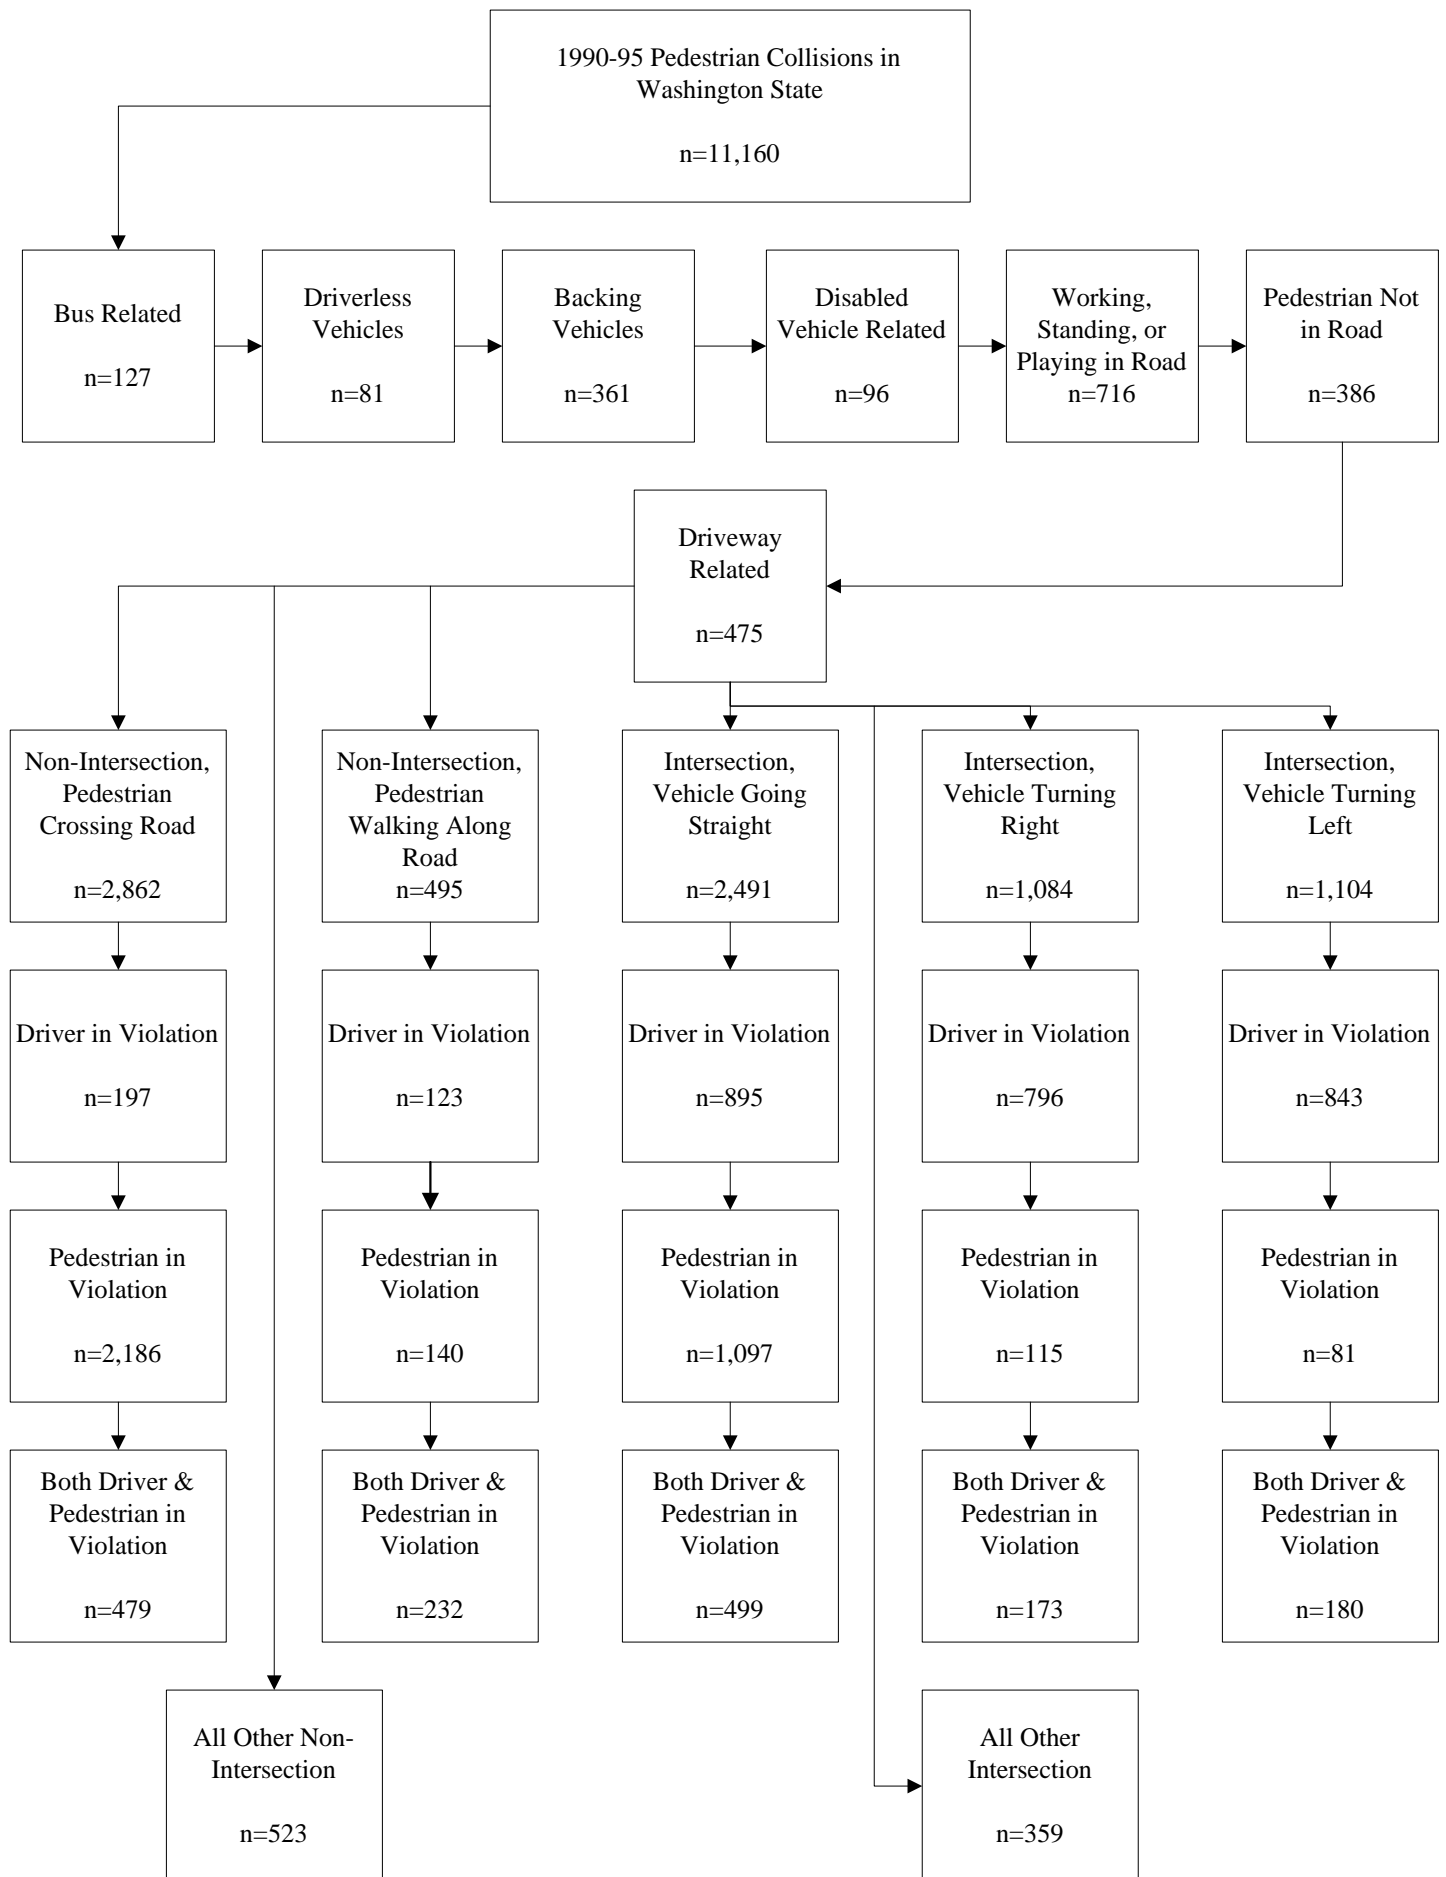 1990-95 Pedestrian Collisions in
Washington State
n=11,160
Bus Related
n=127
Driverless
Vehicles
n=81
Backing
Vehicles
n=361
Disabled
Vehicle Related
n=96
Working,
Standing, or
Playing in Road
n=716
Pedestrian Not
in Road
n=386
Driveway
Related
n=475
Non-Intersection,
Pedestrian
Crossing Road
n=2,862
Non-Intersection,
Pedestrian
Walking Along
Road
n=495
Intersection,
Vehicle Going
Straight
n=2,491
Intersection,
Vehicle Turning
Right
n=1,084
Intersection,
Vehicle Turning
Left
n=1,104
Driver in Violation
n=197
Driver in Violation
n=123
Driver in Violation
n=895
Driver in Violation
n=796
Driver in Violation
n=843
Pedestrian in
Violation
n=2,186
Pedestrian in
Violation
n=140
Pedestrian in
Violation
n=1,097
Pedestrian in
Violation
n=115
Pedestrian in
Violation
n=81
Both Driver &
Pedestrian in
Violation
n=479
Both Driver &
Pedestrian in
Violation
n=232
Both Driver &
Pedestrian in
Violation
n=499
Both Driver &
Pedestrian in
Violation
n=173
Both Driver &
Pedestrian in
Violation
n=180
All Other Non-
Intersection
n=523
All Other
Intersection
n=359